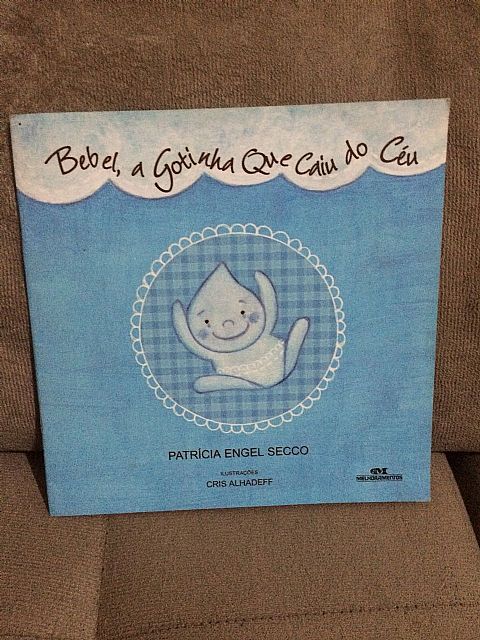 Bebel, a Gotinha Que Caiu do Céu
PATRÍCIA ENGEL SECCO
ILUSTRAÇÕES
CRIS ALHADEFF
MELHORAMENTOS